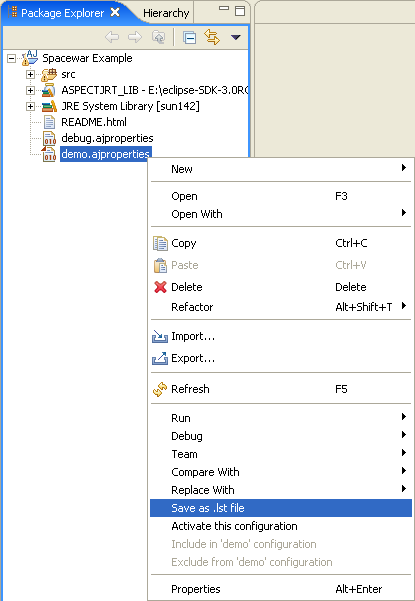 Package Explorer
Hierarchy
Spacewar Example
src
ASPECTJRT_LIB - E:\eclipse-SDK-3.0RC
JRE System Library [sun142]
README.html
debug.ajproperties
demo.ajproperties
New
Open F3
Open With
Copy Ctrl+C
Paste Ctrl+V
Delete Delete
Refactor Alt+Shift+T
Import...
Export...
Refresh F5
Run
Debug
Team
Compare With
Replace With
Save as .lst file
Activate this configuration
Include in 'demo' configuration
Exclude from 'demo' configuration
Properties Alt+Enter